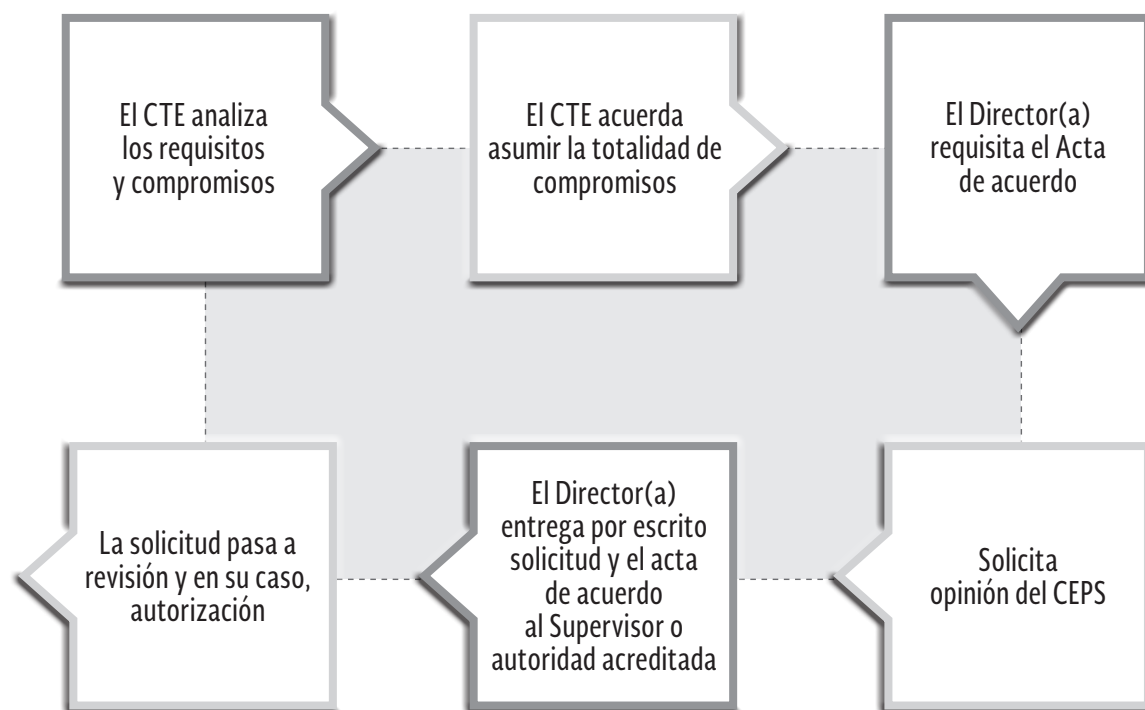 El CTE analiza
los requisitos
y compromisos
El CTE acuerda
asumir la totalidad de
compromisos
El Director(a)
requisita el Acta
de acuerdo
La solicitud pasa a
revisión y en su caso,
autorización
El Director(a)
entrega por escrito
solicitud y el acta
de acuerdo
al Supervisor o
autoridad acreditada
Solicita
opinión del CEPS